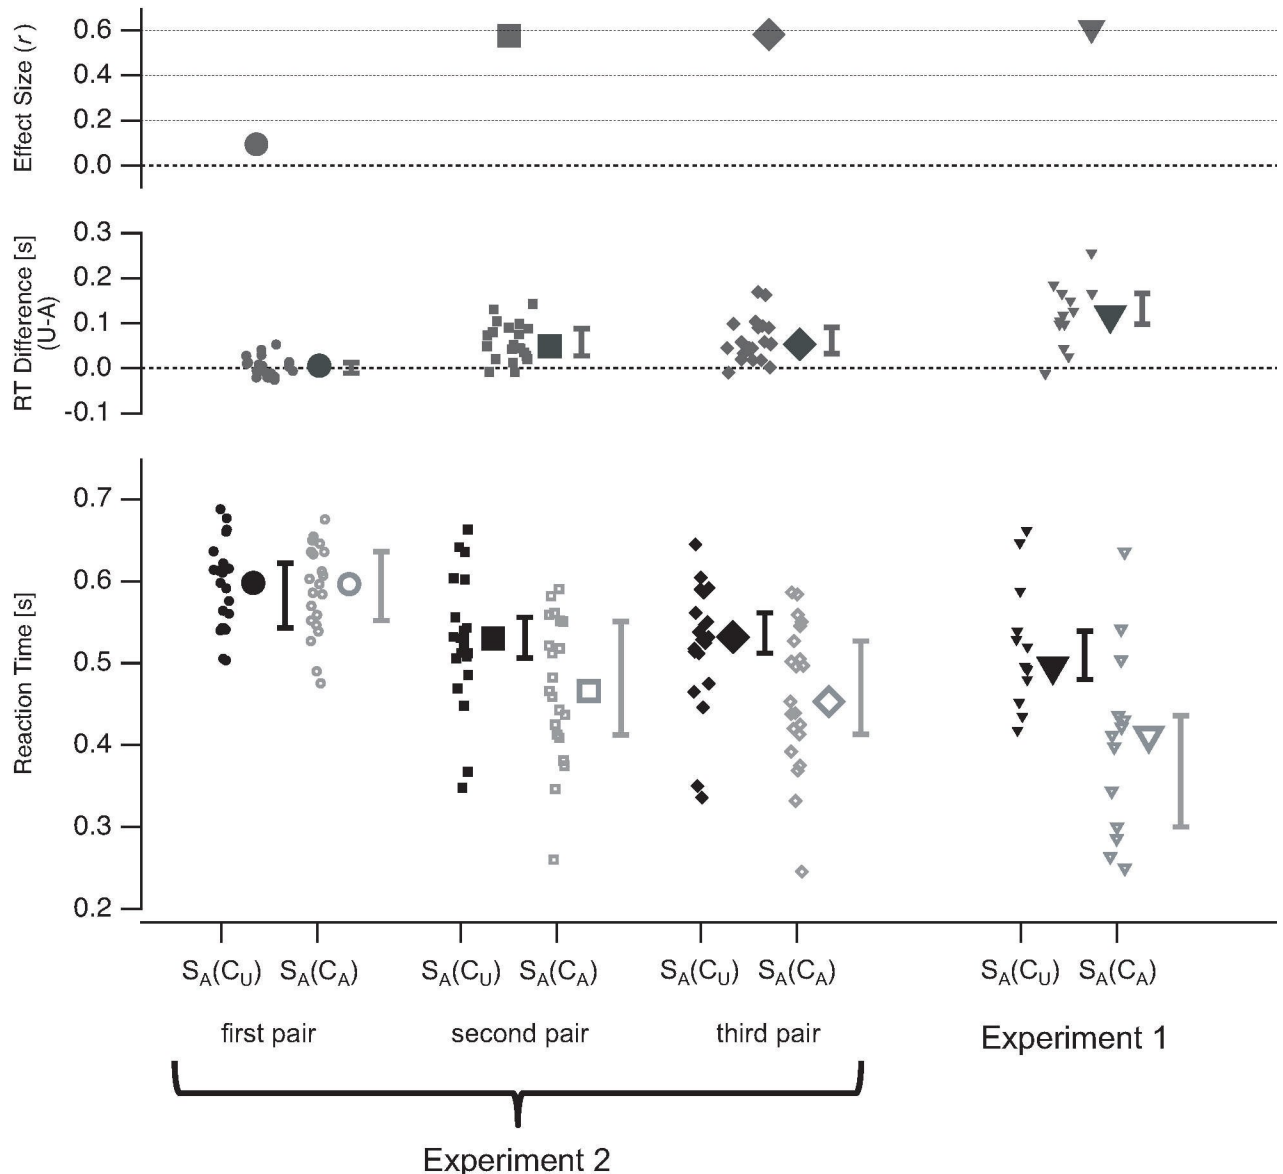 Effect Size (r)
0.6
0.4
0.2
0.0
RT Difference [s]
(U-A)
0.3
0.2
0.1
0.0
-0.1
Reaction Time [s]
0.7
0.6
0.5
0.4
0.3
0.2
SA(CU) SA(CA) SA(CU) SA(CA) SA(CU) SA(CA) SA(CU) SA(CA)
first pair second pair third pair Experiment 1
Experiment 2